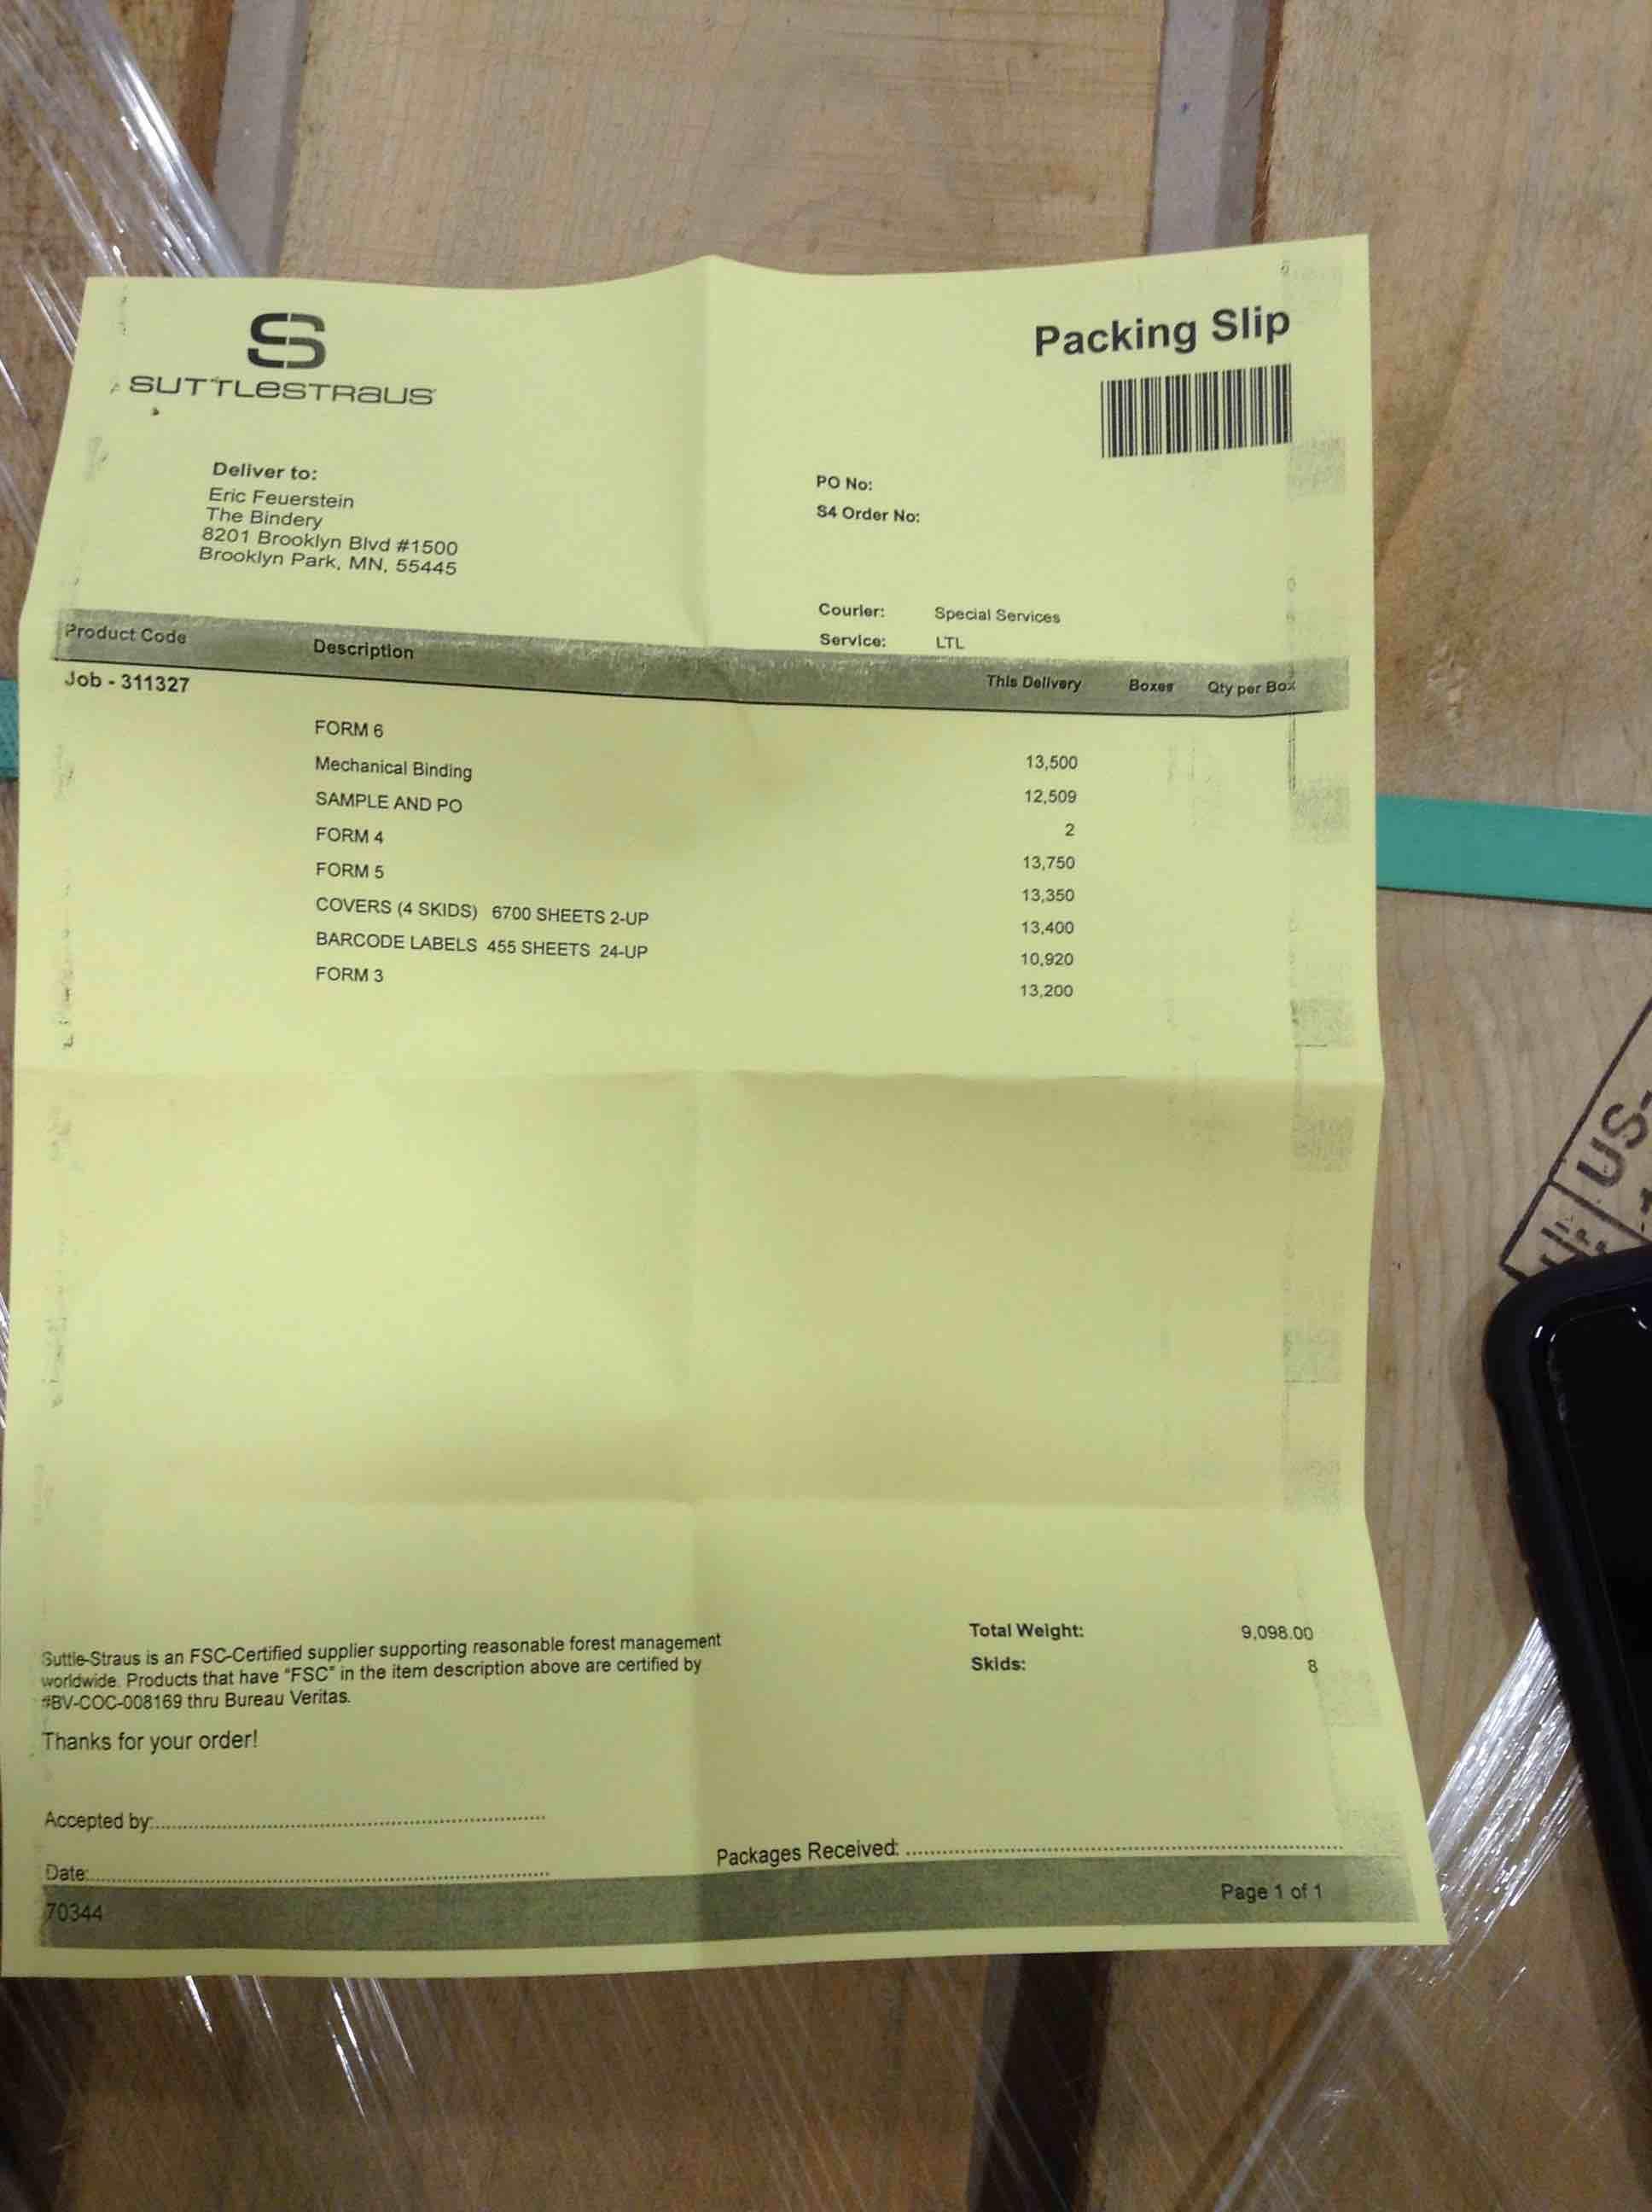 SUTTLESTRAUS
Packing Slip
Deliver to:
Eric Feuerstein
The Bindery
8201 Brooklyn Blvd #1500
Brooklyn Park, MN, 55445
PO No:
S4 Order No:
Courier: Special Services
Service: LTL
Product Code Description This Delivery Boxes Qty per Box
Job - 311327
FORM 6 13,500
Mechanical Binding 12,509
SAMPLE AND PO 2
FORM 4 13,750
FORM 5 13,350
COVERS (4 SKIDS) 6700 SHEETS 2-UP 13,400
BARCODE LABELS 455 SHEETS 24-UP 10,920
FORM 3 13,200
Total Weight: 9,098.00
Skids: 8
Suttle-Straus is an FSC-Certified supplier supporting reasonable forest management
worldwide. Products that have "FSC" in the item description above are certified by
#BV-COC-008169 thru Bureau Veritas.
Thanks for your order!
Accepted by:
Packages Received:
Date:
70344
Page 1 of 1
US-